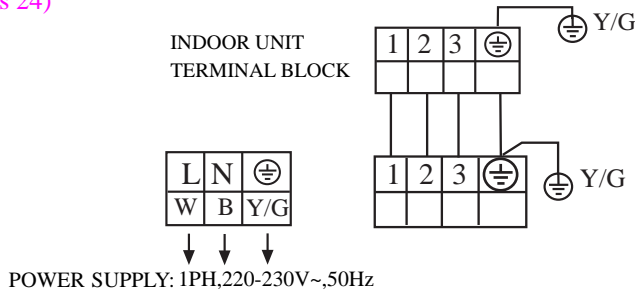 s 24)
Y/G
INDOOR UNIT
TERMINAL BLOCK
1 2 3
1 2 3
Y/G
L N
W B Y/G
POWER SUPPLY: 1PH,220-230V~,50Hz